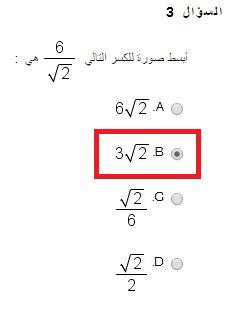 السؤال 3
أبسط صورة للكسر التالي 6/√2 هي :
6√2 .A
3√2 .B
√2/6 .C
√2/2 .D